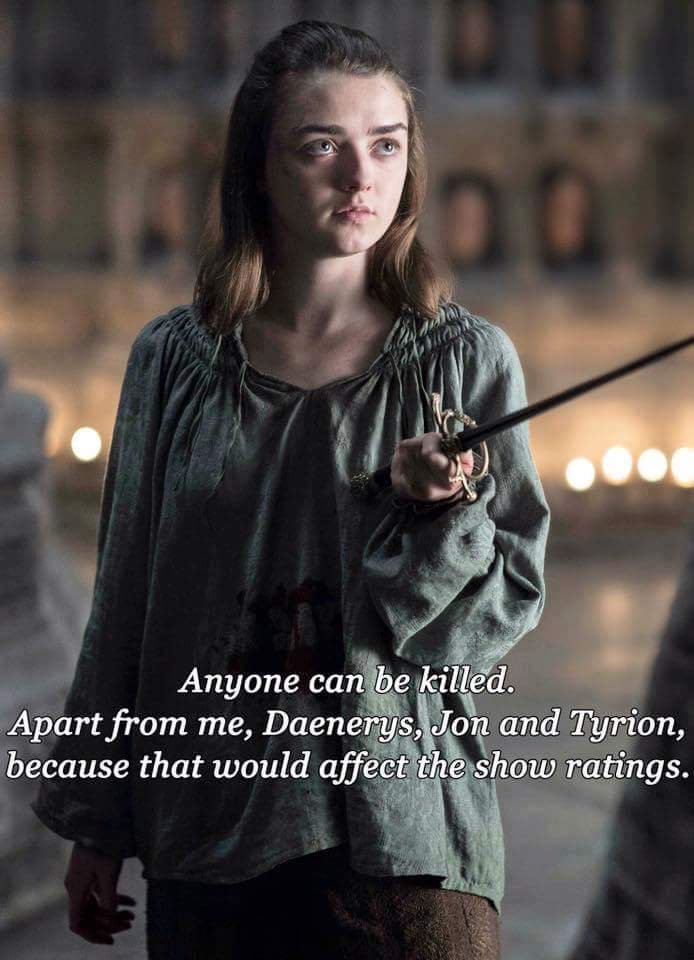 Anyone can be killed.
Apart from me, Daenerys, Jon and Tyrion,
because that would affect the show ratings.